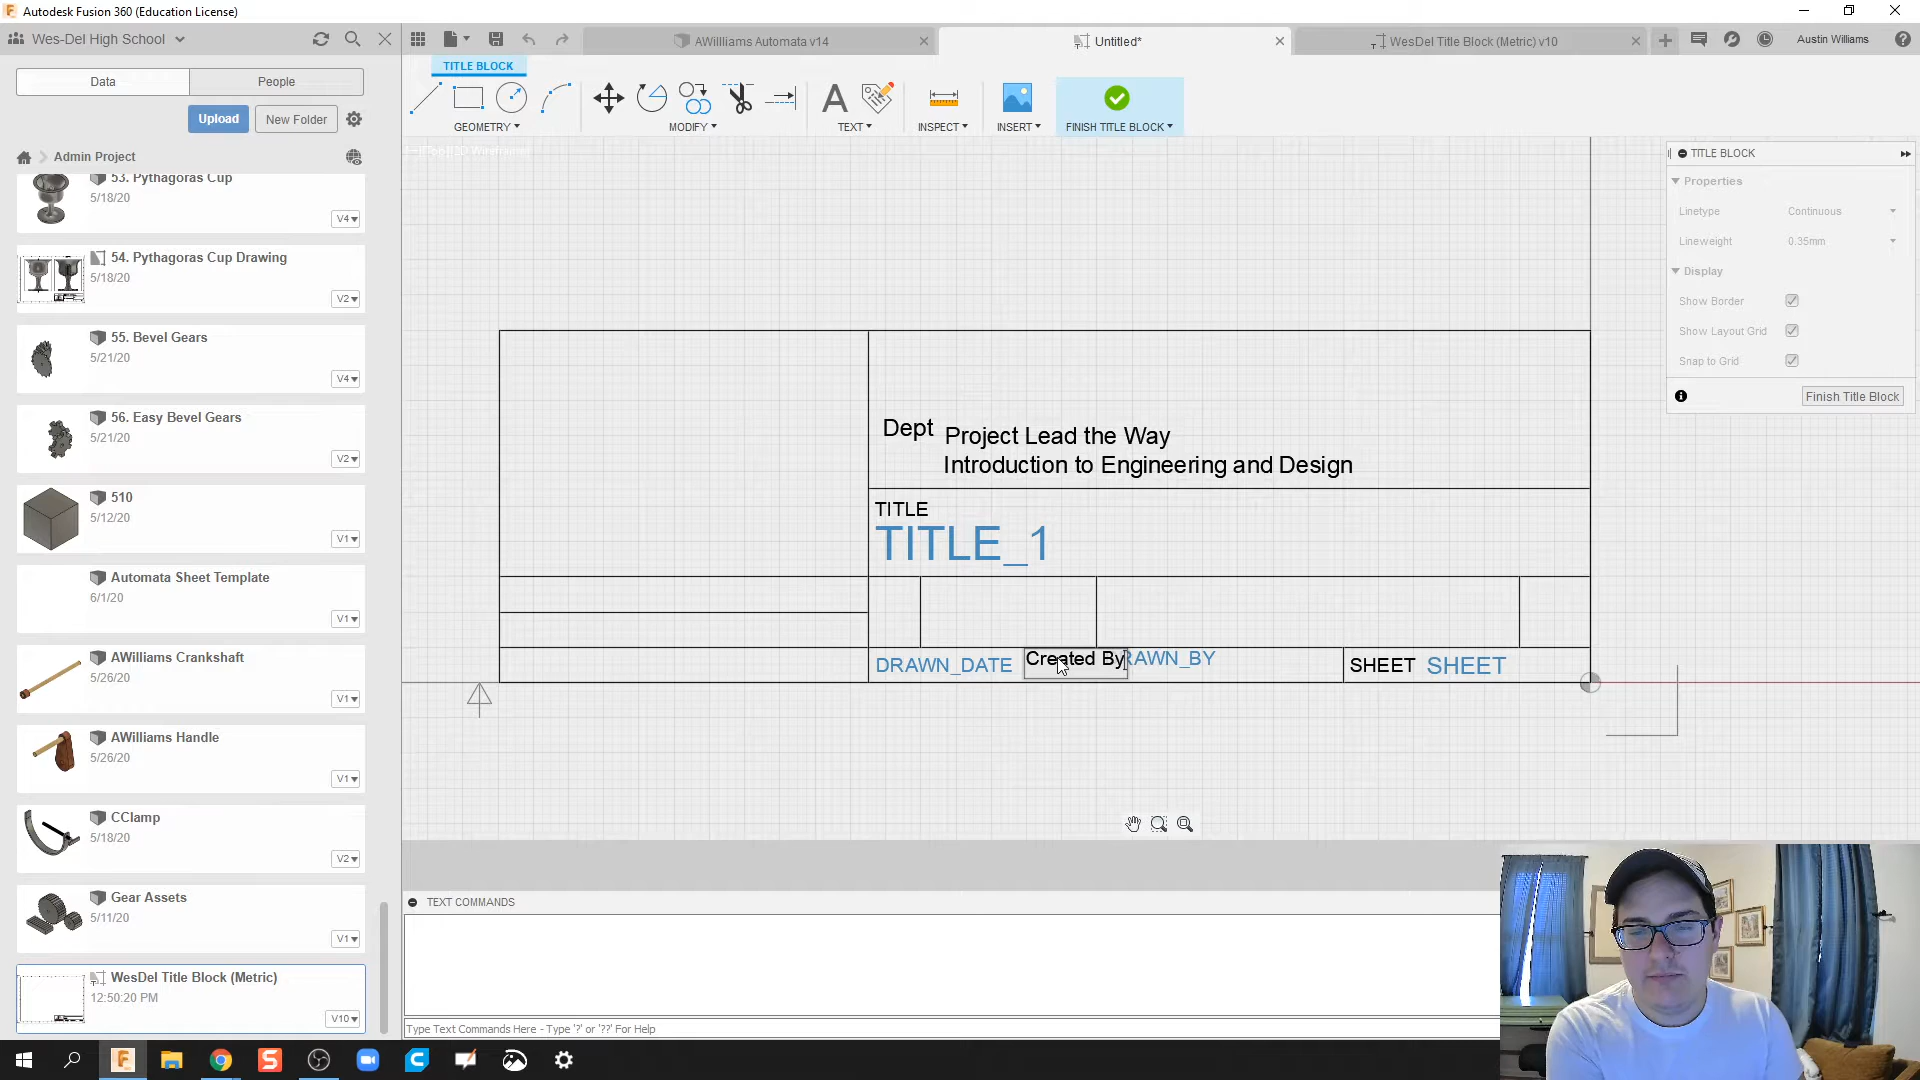 Autodesk Fusion 360 (Education License)
Wes-Del High School
AWilliams Automata v14
Untitled*
WesDel Title Block (Metric) v10
Austin Williams
Data
People
Upload
New Folder
Admin Project
53. Pythagoras Cup
5/18/20
V4
54. Pythagoras Cup Drawing
5/18/20
V2
55. Bevel Gears
5/21/20
V4
56. Easy Bevel Gears
5/21/20
V2
510
5/12/20
V1
Automata Sheet Template
6/1/20
V1
AWilliams Crankshaft
5/26/20
V1
AWilliams Handle
5/26/20
V1
CClamp
5/18/20
V2
Gear Assets
5/11/20
V1
WesDel Title Block (Metric)
12:50:20 PM
V10
TITLE BLOCK
GEOMETRY
MODIFY
TEXT
INSPECT
INSERT
FINISH TITLE BLOCK
TITLE BLOCK
Properties
Linetype Continuous
Lineweight 0.35mm
Display
Show Border
Show Layout Grid
Snap to Grid
Finish Title Block
Dept Project Lead the Way
Introduction to Engineering and Design
TITLE
TITLE_1
DRAWN_DATE Created By RAWN_BY SHEET SHEET
TEXT COMMANDS
Type Text Commands Here - Type '?' or '??' For Help